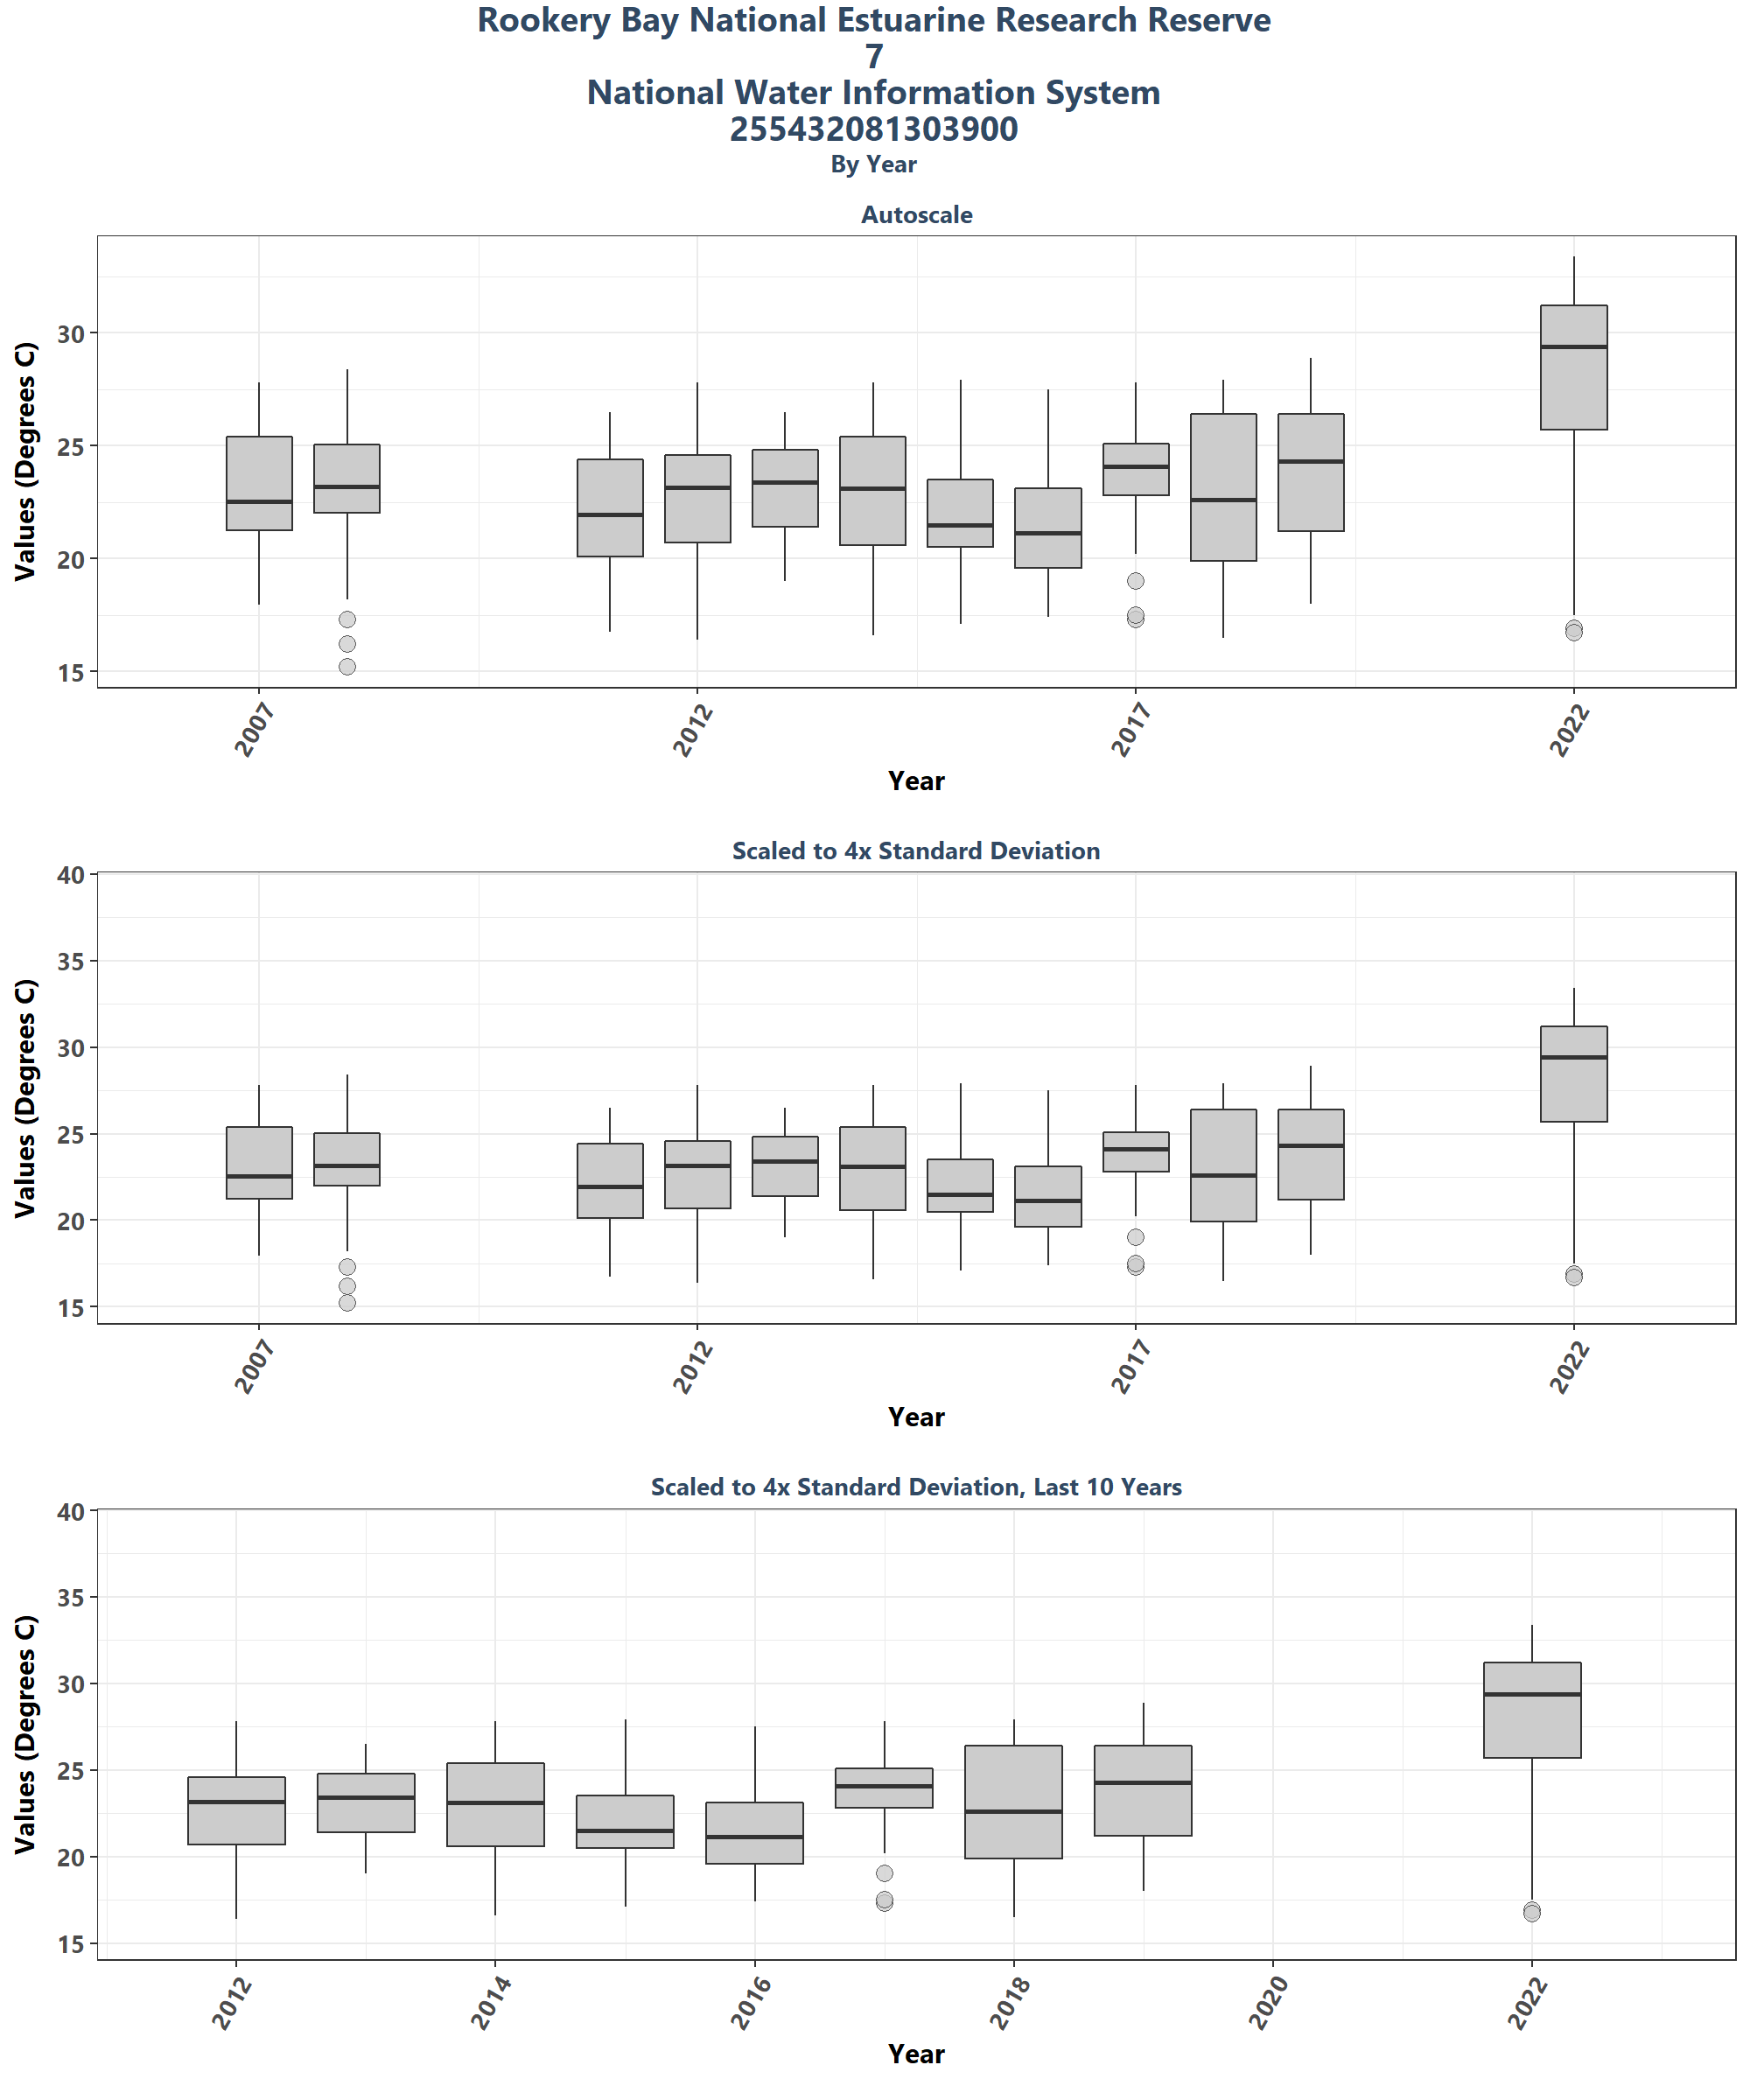 Rookery Bay National Estuarine Research Reserve
7
National Water Information System
255432081303900
By Year
Autoscale
Values (Degrees C)
30
25
20
15
2007
2012
2017
2022
Year
Scaled to 4x Standard Deviation
Values (Degrees C)
40
35
30
25
20
15
2007
2012
2017
2022
Year
Scaled to 4x Standard Deviation, Last 10 Years
Values (Degrees C)
40
35
30
25
20
15
2012
2014
2016
2018
2020
2022
Year